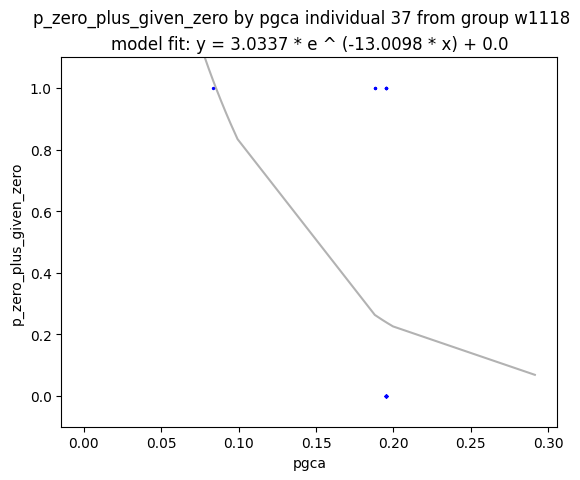 p_zero_plus_given_zero by pgca individual 37 from group w1118
model fit: y = 3.0337 * e ^ (-13.0098 * x) + 0.0
1.0
0.8
0.6
0.4
0.2
0.0
p_zero_plus_given_zero
0.00 0.05 0.10 0.15 0.20 0.25 0.30
pgca